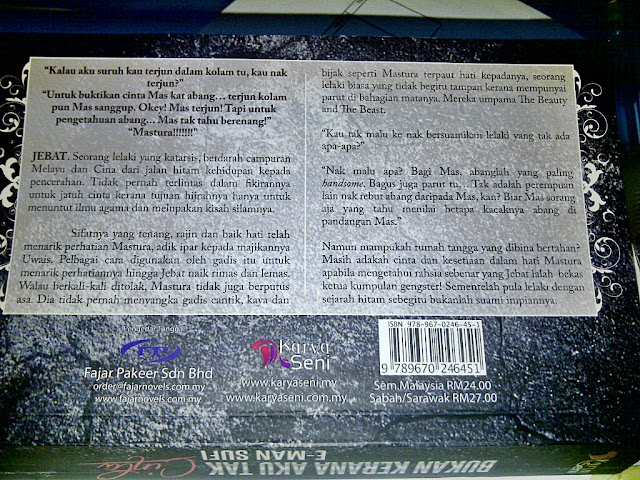 “Kalau aku suruh kau terjun dalam kolam tu, kau nak
terjun?”
“Untuk buktikan cinta Mas kat abang... terjun kolam
pun Mas sanggup. Okey! Mas terjun! Tapi untuk
pengetahuan abang... Mas tak tahu berenang!”
“Mastura!!!!!!!”
JEBAT. Seorang lelaki yang katarsis, berdarah campuran
Melayu dan Cina dari jalan hitam kehidupan kepada
pencerahan. Tidak pernah terlintas dalam fikirannya
untuk jatuh cinta kerana tujuan hijrahnya hanya untuk
menuntut ilmu agama dan melupakan kisah silamnya.
Sifatnya yang tenang, rajin dan baik hati telah
menarik perhatian Mastura, adik ipar kepada majikannya
Uwais. Pelbagai cara digunakan oleh gadis itu untuk
menarik perhatiannya hingga Jebat naik rimas dan lemas.
Walau berkali-kali ditolak, Mastura tidak juga berputus
asa. Dia tidak pernah menyangka gadis cantik, kaya dan
bijak seperti Mastura terpaut hati kepadanya, seorang
lelaki biasa yang tidak begitu tampan kerana mempunyai
parut di bahagian matanya. Mereka umpama The Beauty
and The Beast.
“Kau tak malu ke nak bersuamikan lelaki yang tak ada
apa-apa?”
“Nak malu apa? Bagi Mas, abanglah yang paling
handsome. Bagus juga parut tu,... Tak adalah perempuan
lain nak rebut abang daripada Mas, kan? Biar Mas sorang
aja yang tahu menilai betapa kacaknya abang di
pandangan Mas.”
Namun mampukah rumah tangga yang dibina bertahan?
Masih adakah cinta dan kesetiaan dalam hati Mastura
apabila mengetahui rahsia sebenar yang Jebat ialah bekas
ketua kumpulan gengster! Sementelah pula lelaki dengan
sejarah hitam sebegitu bukanlah suami impiannya.
Pengedar Tunggal
Fajar Pakeer Sdn Bhd
order@fajarnovels.com
www.fajarnovels.com.my
Karya
Seni
www.karyaseni.my
www.karyaseni.com.my
ISBN 978-967-0246-45-1
9 789670 246451
Sem.Malaysia RM24.00
Sabah/Sarawak RM27.00
BUKAN KERANA AKU TAK Cinta
E-MAN SUFI